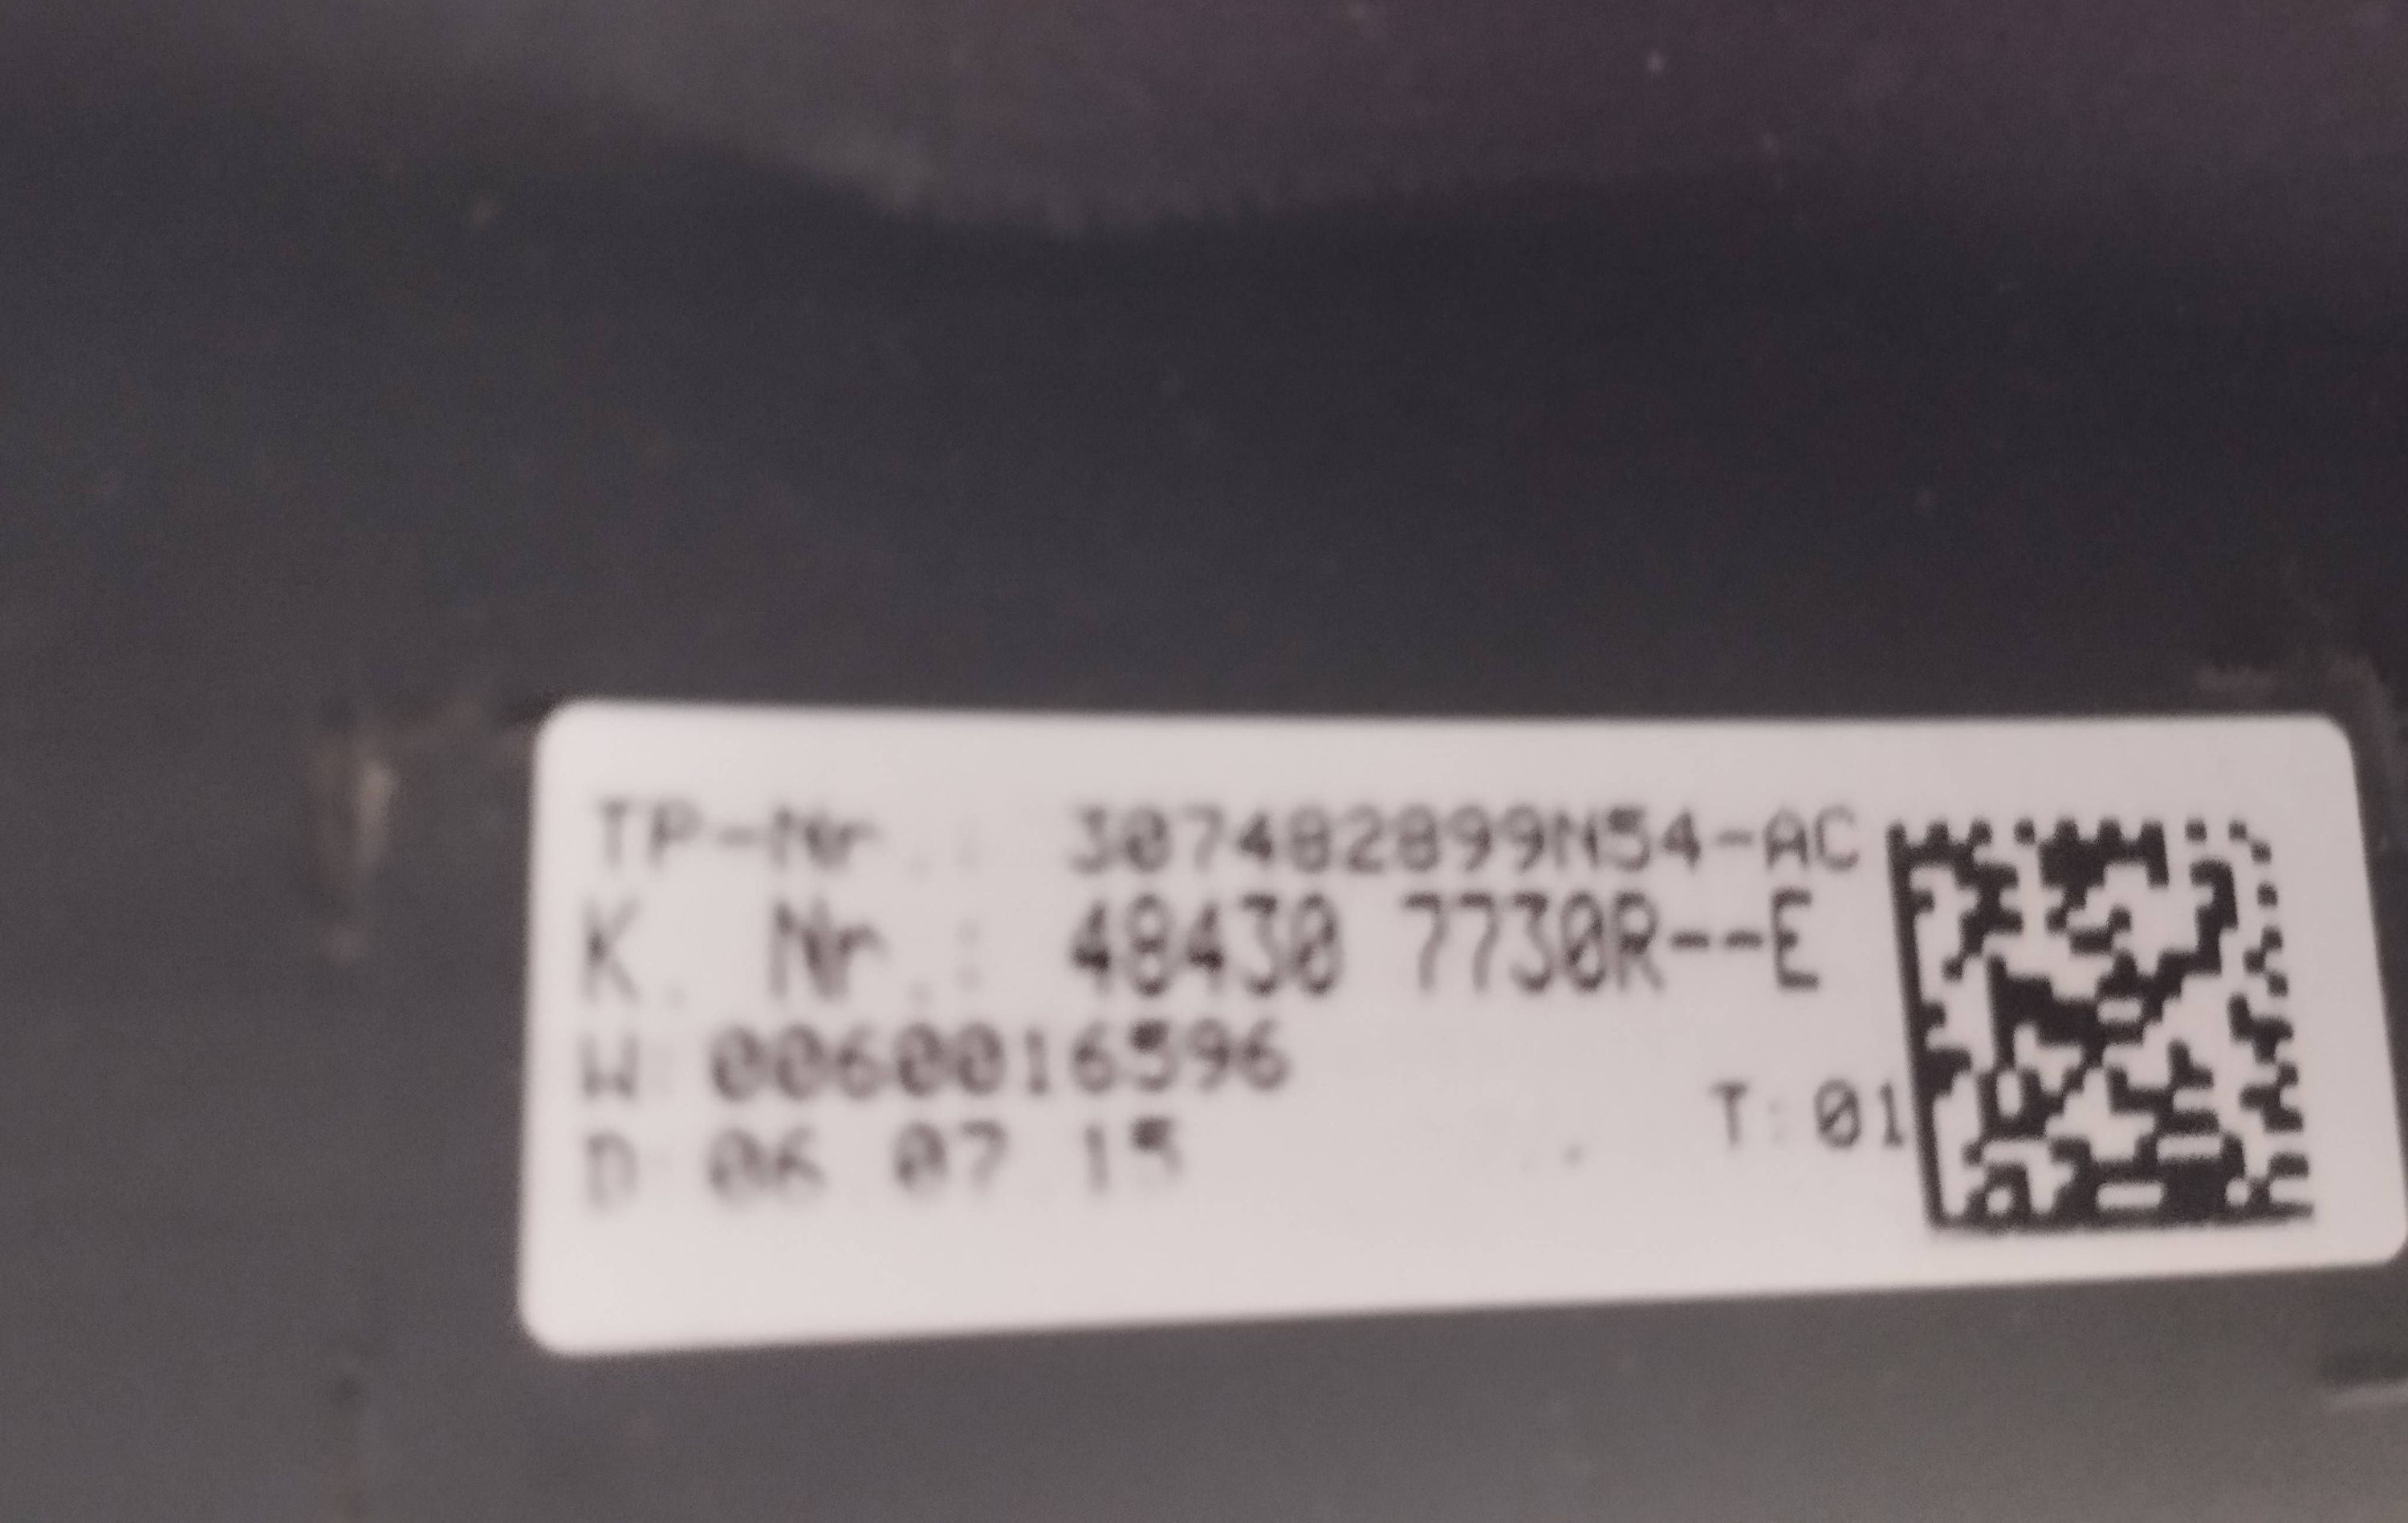 TP-Nr.: 307482899N54-AC
K. Nr.: 48430 7730R--E
W: 0060016596
T:01
D: 06 07 15